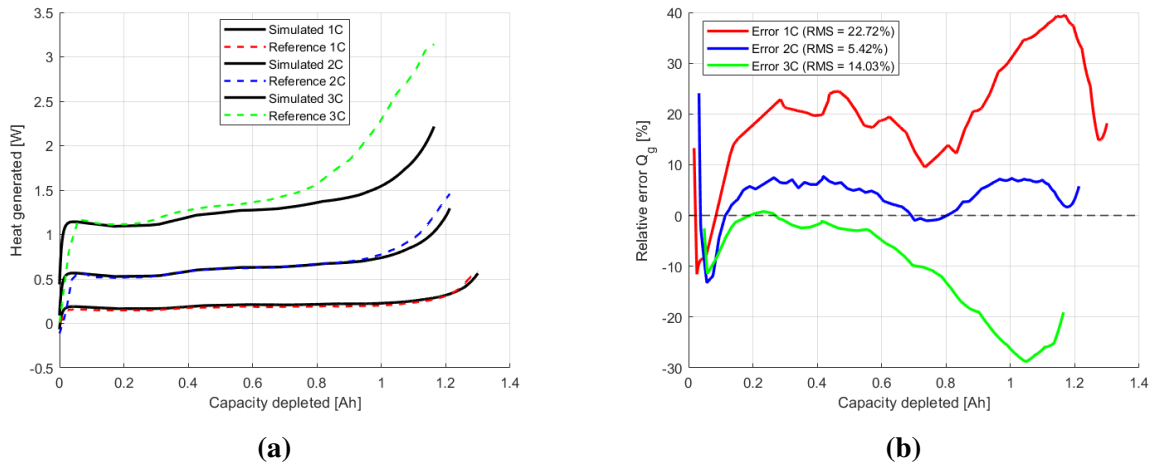 Heat generated [W]
3.5
3
2.5
2
1.5
1
0.5
0
-0.5
Simulated 1C
Reference 1C
Simulated 2C
Reference 2C
Simulated 3C
Reference 3C
0 0.2 0.4 0.6 0.8 1 1.2 1.4
Capacity depleted [Ah]
(a)
Relative error Qg [%]
40
30
20
10
0
-10
-20
-30
Error 1C (RMS = 22.72%)
Error 2C (RMS = 5.42%)
Error 3C (RMS = 14.03%)
0 0.2 0.4 0.6 0.8 1 1.2 1.4
Capacity depleted [Ah]
(b)